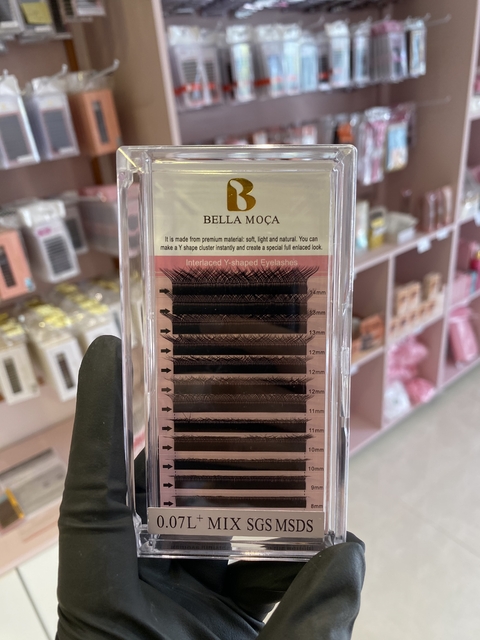 B
BELLA MOÇA
It is made from premium material: soft, light and natural. You can
make a Y shape cluster instantly and create a special full enlaced look.
Interlacnd Y-shaped Eyelashes
14mm
13mm
13mm
12mm
12mm
12mm
11mm
11mm
10mm
10mm
9mm
8mm
0.07L+ MIX SGS MSDS